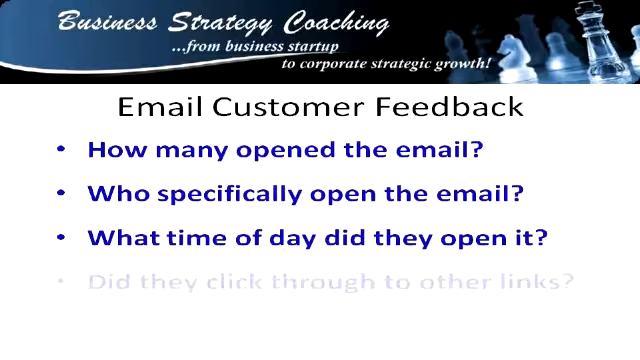 Business Strategy Coaching
...from business startup
to corporate strategic growth!
Email Customer Feedback
• How many opened the email?
• Who specifically open the email?
• What time of day did they open it?
• Did they click through to other links?